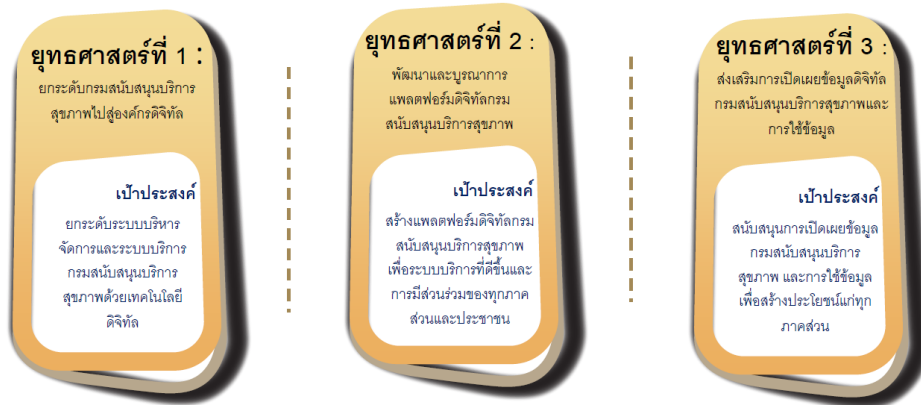 ยุทธศาสตร์ที่ 1 :
ยกระดับกรมสนับสนุนบริการ
สุขภาพไปสู่องค์กรดิจิทัล
เป้าประสงค์
ยกระดับระบบบริหาร
จัดการและระบบบริการ
กรมสนับสนุนบริการ
สุขภาพด้วยเทคโนโลยี
ดิจิทัล
ยุทธศาสตร์ที่ 2 :
พัฒนาและบูรณาการ
แพลตฟอร์มดิจิทัลกรม
สนับสนุนบริการสุขภาพ
เป้าประสงค์
สร้างแพลตฟอร์มดิจิทัลกรม
สนับสนุนบริการสุขภาพ
เพื่อระบบบริการที่ดีขึ้นและ
การมีส่วนร่วมของทุกภาค
ส่วนและประชาชน
ยุทธศาสตร์ที่ 3 :
ส่งเสริมการเปิดเผยข้อมูลดิจิทัล
กรมสนับสนุนบริการสุขภาพและ
การใช้ข้อมูล
เป้าประสงค์
สนับสนุนการเปิดเผยข้อมูล
กรมสนับสนุนบริการ
สุขภาพ และการใช้ข้อมูล
เพื่อสร้างประโยชน์แก่ทุก
ภาคส่วน